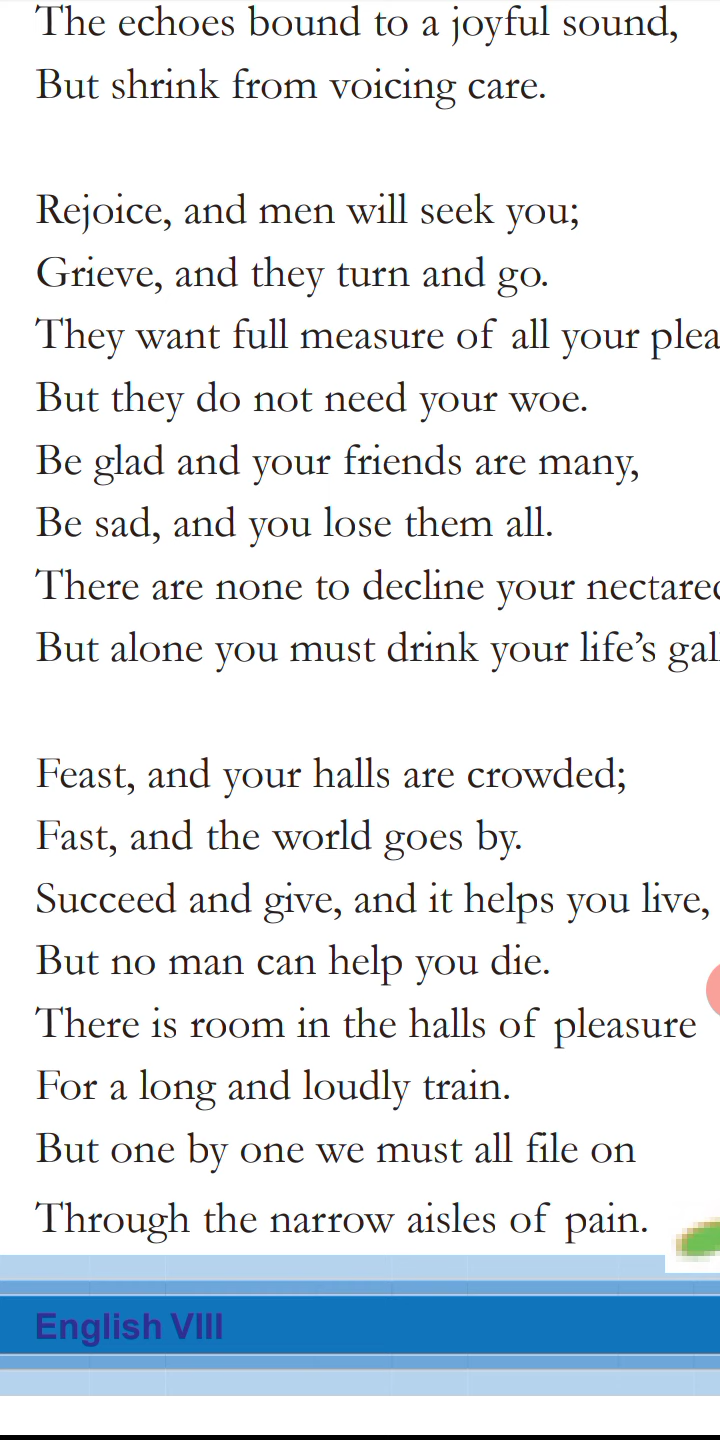 The echoes bound to a joyful sound,
But shrink from voicing care.
Rejoice, and men will seek you;
Grieve, and they turn and go.
They want full measure of all your
But they do not need your woe.
Be glad and your friends are many,
Be sad, and you lose them all.
There are none to decline your
But alone you must drink your life’s
Feast, and your halls are crowded;
Fast, and the world goes by.
Succeed and give, and it helps you live,
But no man can help you die.
There is room in the halls of pleasure
For a long and loudly train.
But one by one we must all file on
Through the narrow aisles of pain.
English VIII